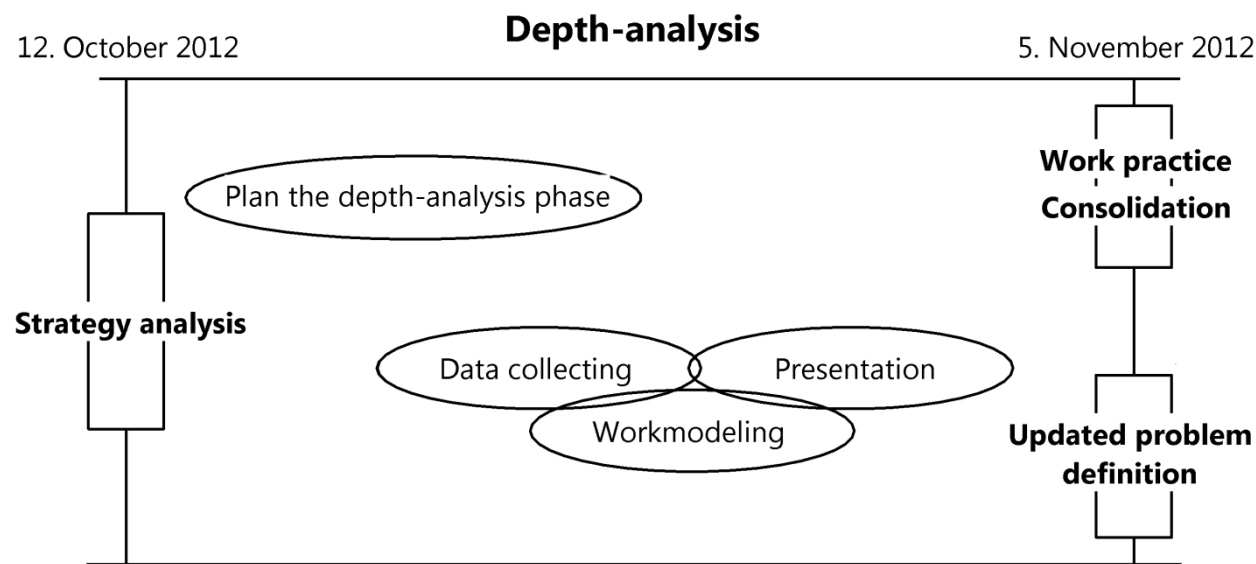 Depth-analysis
12. October 2012
5. November 2012
Plan the depth-analysis phase
Work practice
Consolidation
Strategy analysis
Data collecting
Presentation
Workmodeling
Updated problem
definition